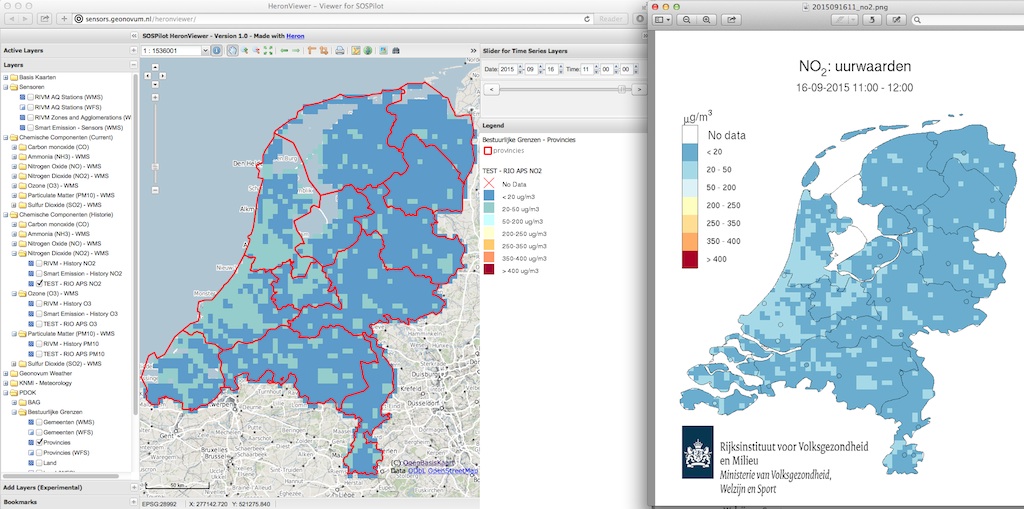 HeronViewer – Viewer for SOSPilot
sensors.geonovum.nl/heronviewer/
Reader
Active Layers
Layers
Basis Kaarten
Sensoren
RIVM AQ Stations (WMS)
RIVM AQ Stations (WFS)
RIVM Zones and Agglomerations (W
Smart Emission - Sensors (WMS)
Chemische Componenten (Current)
Carbon monoxide (CO)
Ammonia (NH3) - WMS
Nitrogen Oxide (NO) - WMS
Nitrogen Dioxide (NO2) - WMS
Ozone (O3) - WMS
Particulate Matter (PM10) - WMS
Sulfur Dioxide (SO2) - WMS
Chemische Componenten (Historie)
Carbon monoxide (CO)
Ammonia (NH3) - WMS
Nitrogen Oxide (NO) - WMS
Nitrogen Dioxide (NO2) - WMS
RIVM - History NO2
Smart Emission - History NO2
TEST - RIO APS NO2
Ozone (O3) - WMS
RIVM - History O3
Smart Emission - History O3
TEST - RIO APS O3
Particulate Matter (PM10) - WMS
RIVM - History PM10
TEST - RIO APS PM10
Sulfur Dioxide (SO2) - WMS
Geonovum Weather
KNMI - Meteorology
PDOK
BAG
Bestuurlijke Grenzen
Gemeenten (WMS)
Gemeenten (WFS)
Provincies
Provincies (WFS)
Land
Add Layers (Experimental)
Bookmarks
SOSPilot HeronViewer - Version 1.0 - Made with Heron
1 : 1536001
Den He
Alkm
Nieuw
Monste
Gent
Bruxelles
Duisburg
Krefeld
Düsseldorf
(C) OpenBasisKaart
Data ODbL OpenStreetMap
50 km
EPSG:28992
X: 277142.720
Y: 521275.840
Slider for Time Series Layers
Date: 2015 - 09 - 16 Time: 11 : 00 : 00
< >
Legend
Bestuurlijke Grenzen - Provincies
provincies
TEST - RIO APS NO2
No Data
< 20 ug/m3
20-50 ug/m3
50-200 ug/m3
200-250 ug/m3
250-350 ug/m3
350-400 ug/m3
> 400 ug/m3
2015091611_no2.png
NO2: uurwaarden
16-09-2015 11:00 - 12:00
μg/m3
No data
< 20
20 - 50
50 - 200
200 - 250
250 - 350
350 - 400
> 400
Rijksinstituut voor Volksgezondheid
en Milieu
Ministerie van Volksgezondheid,
Welzijn en Sport